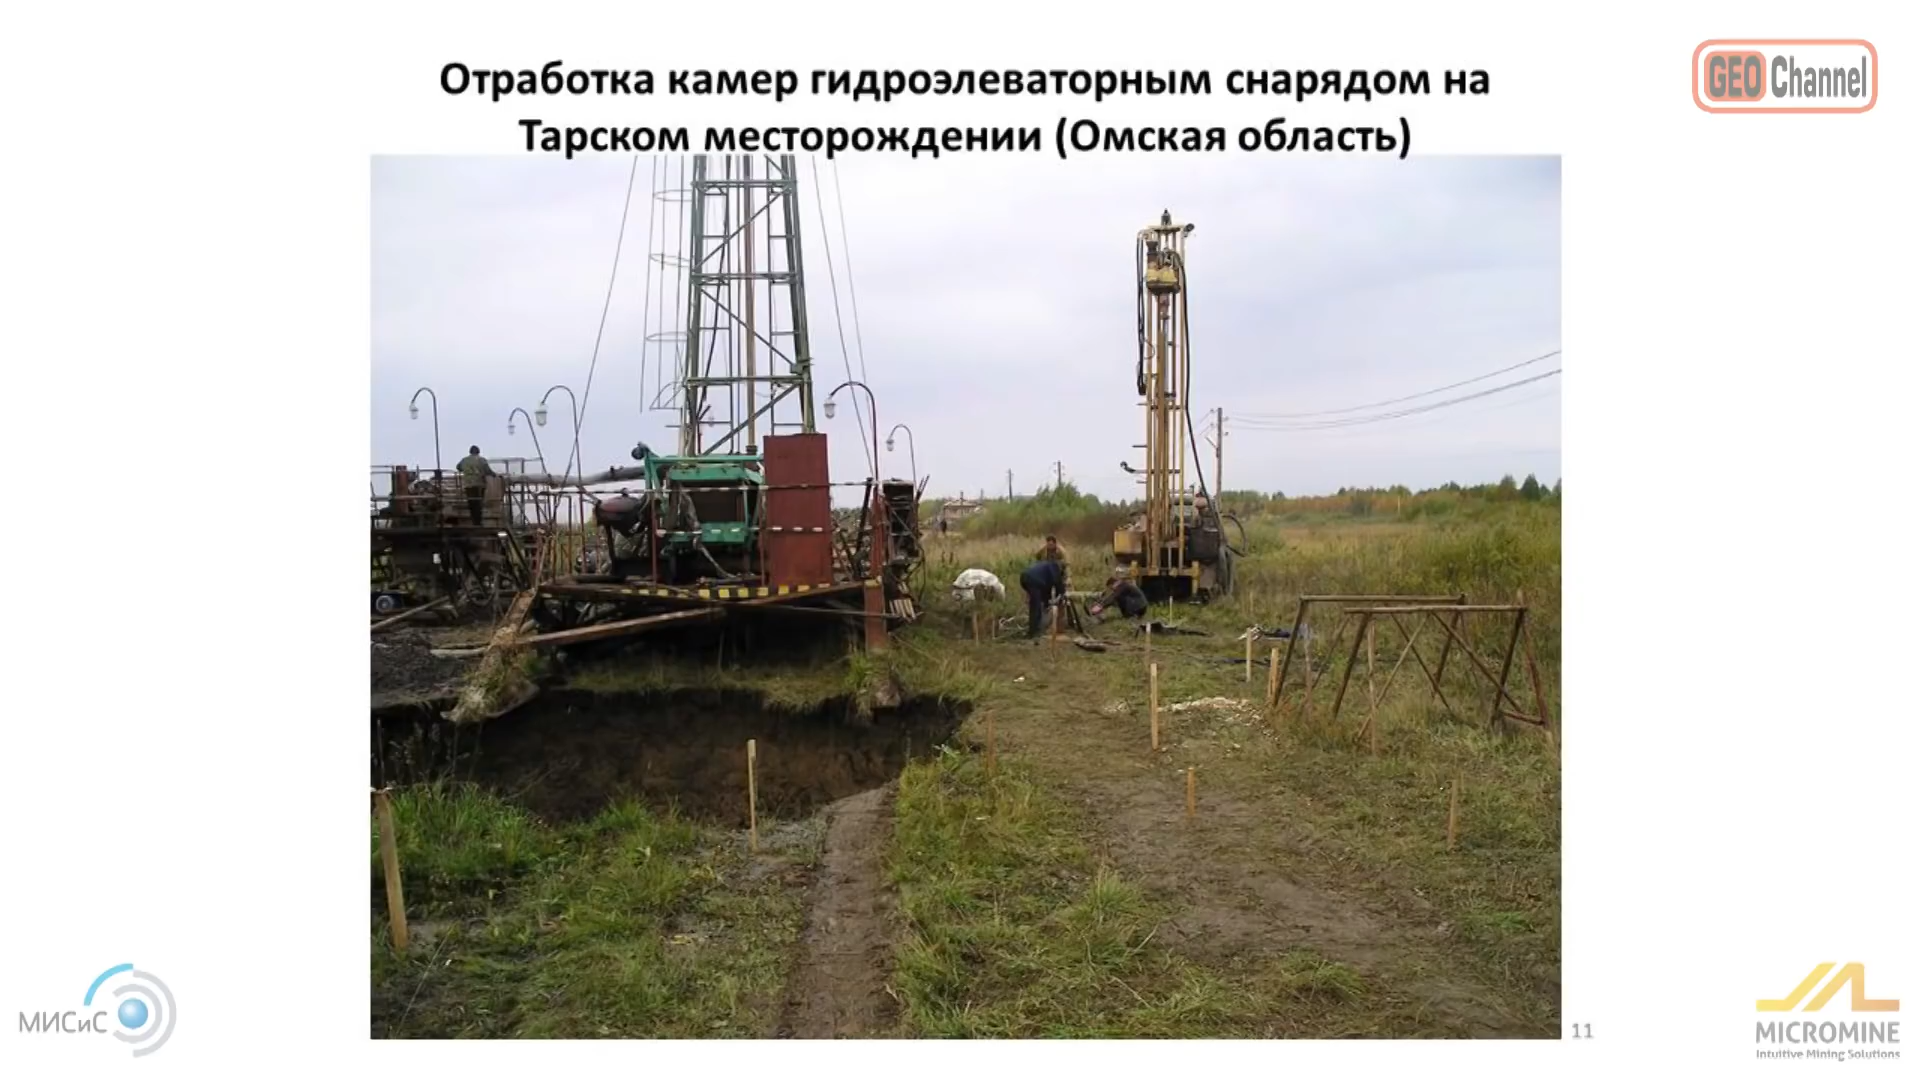 Отработка камер гидроэлеваторным снарядом на
Тарском месторождении (Омская область)
GEO Channel
МИСиС
11
MICROMINE
Intuitive Mining Solutions